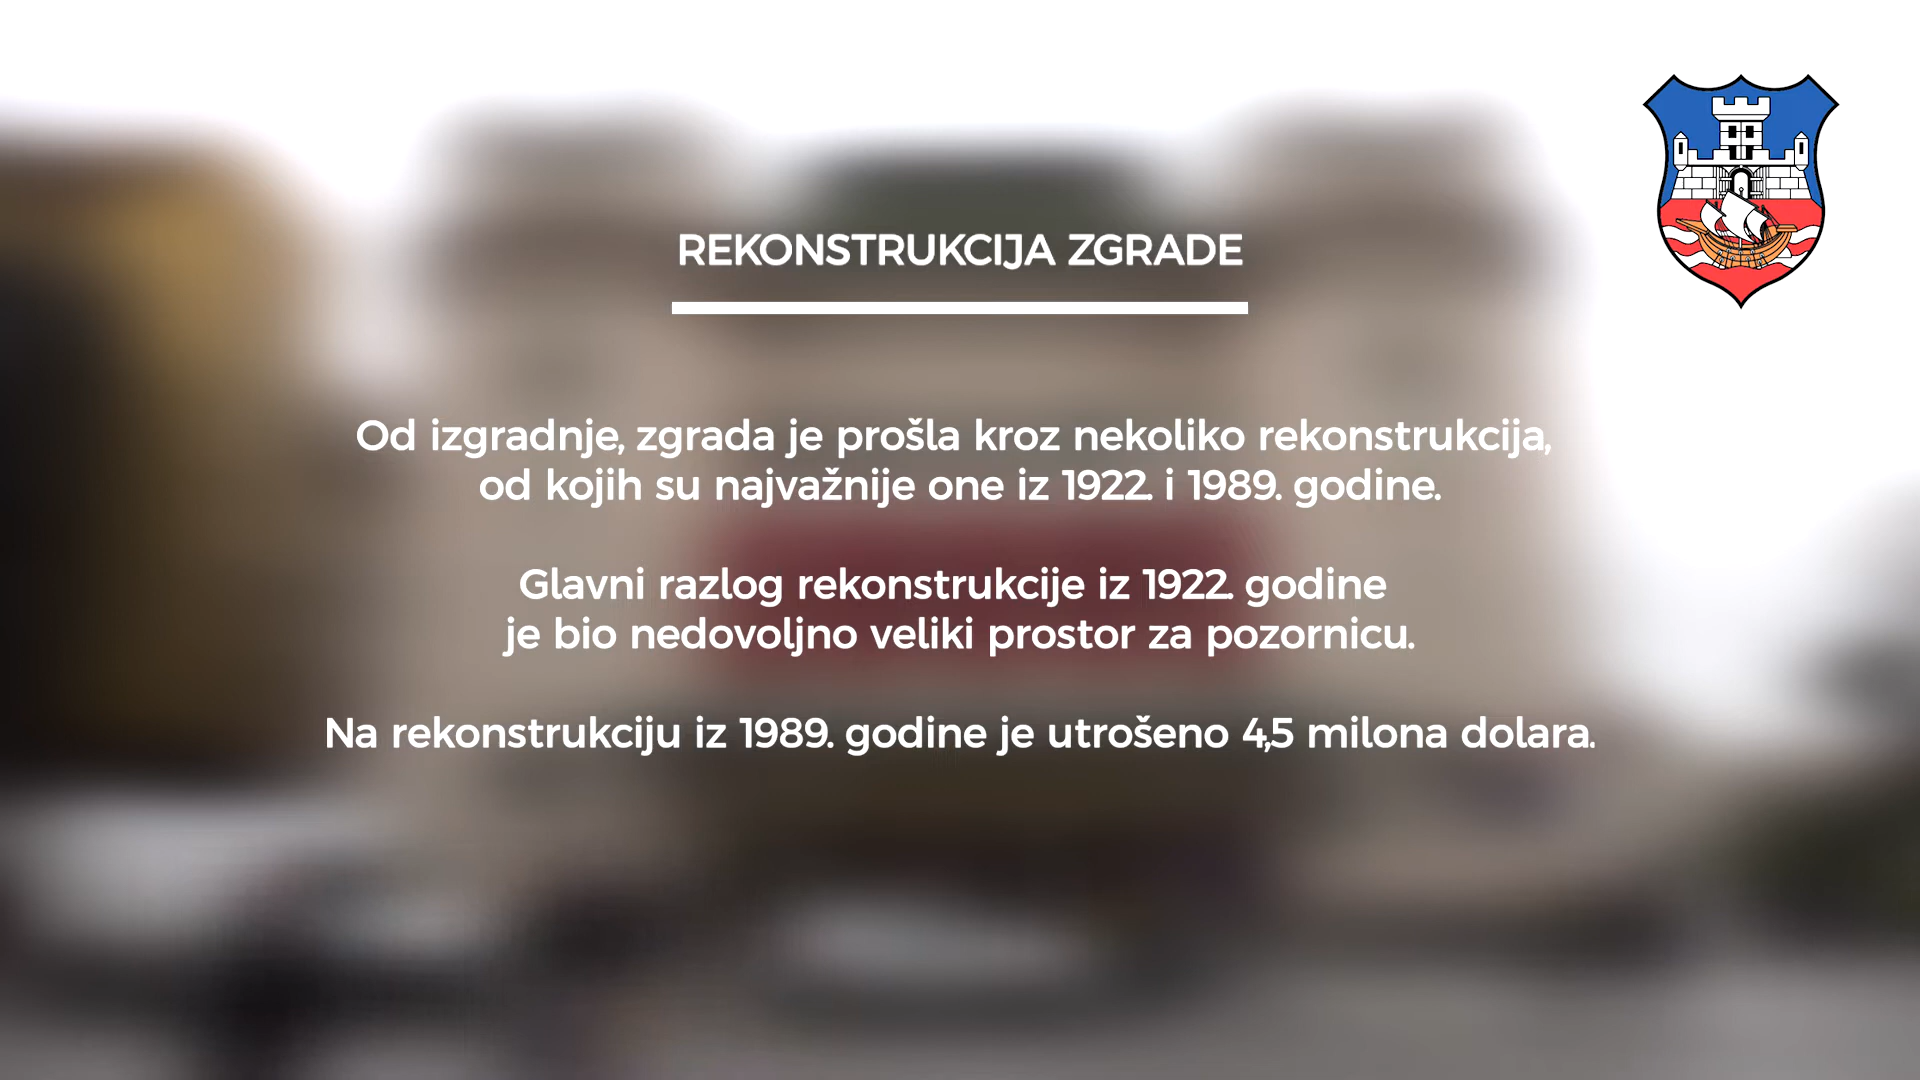 REKONSTRUKCIJA ZGRADE
Od izgradnje, zgrada je prošla kroz nekoliko rekonstrukcija,
od kojih su najvažnije one iz 1922. i 1989. godine.
Glavni razlog rekonstrukcije iz 1922. godine
je bio nedovoljno veliki prostor za pozornicu.
Na rekonstrukciju iz 1989. godine je utrošeno 4,5 milona dolara.